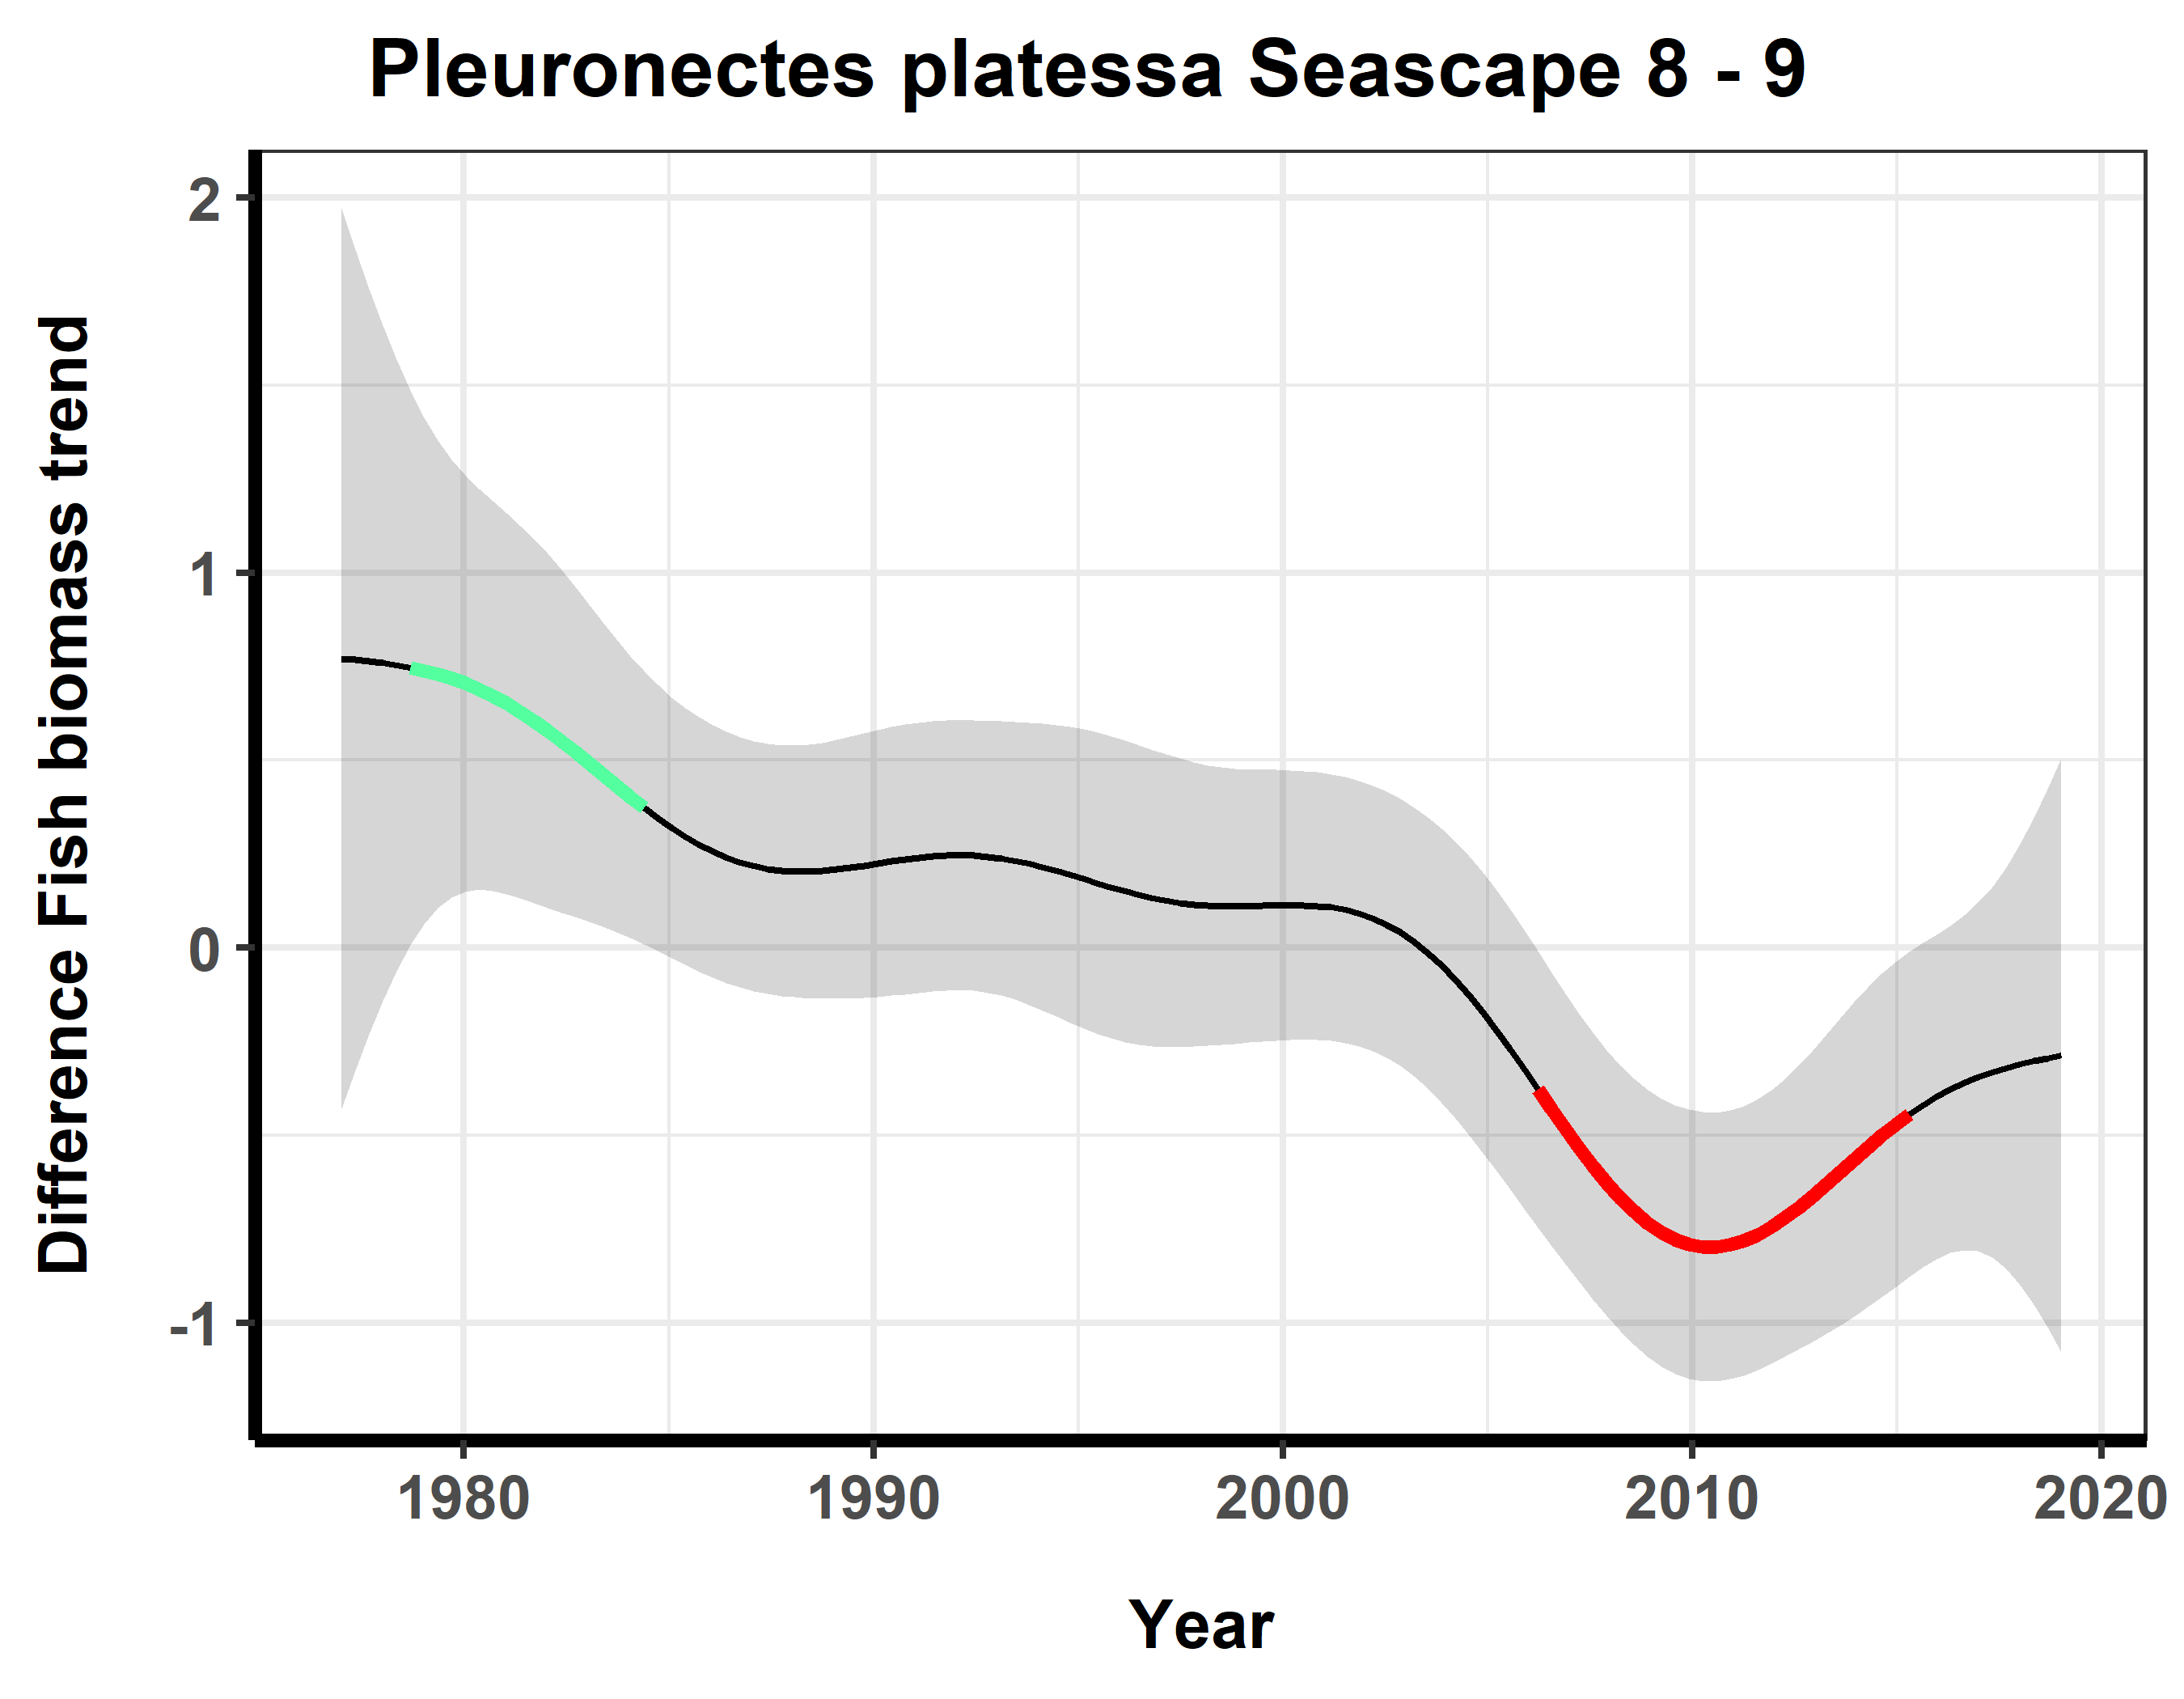 Pleuronectes platessa Seascape 8 - 9
Difference Fish biomass trend
2
1
0
-1
1980 1990 2000 2010 2020
Year